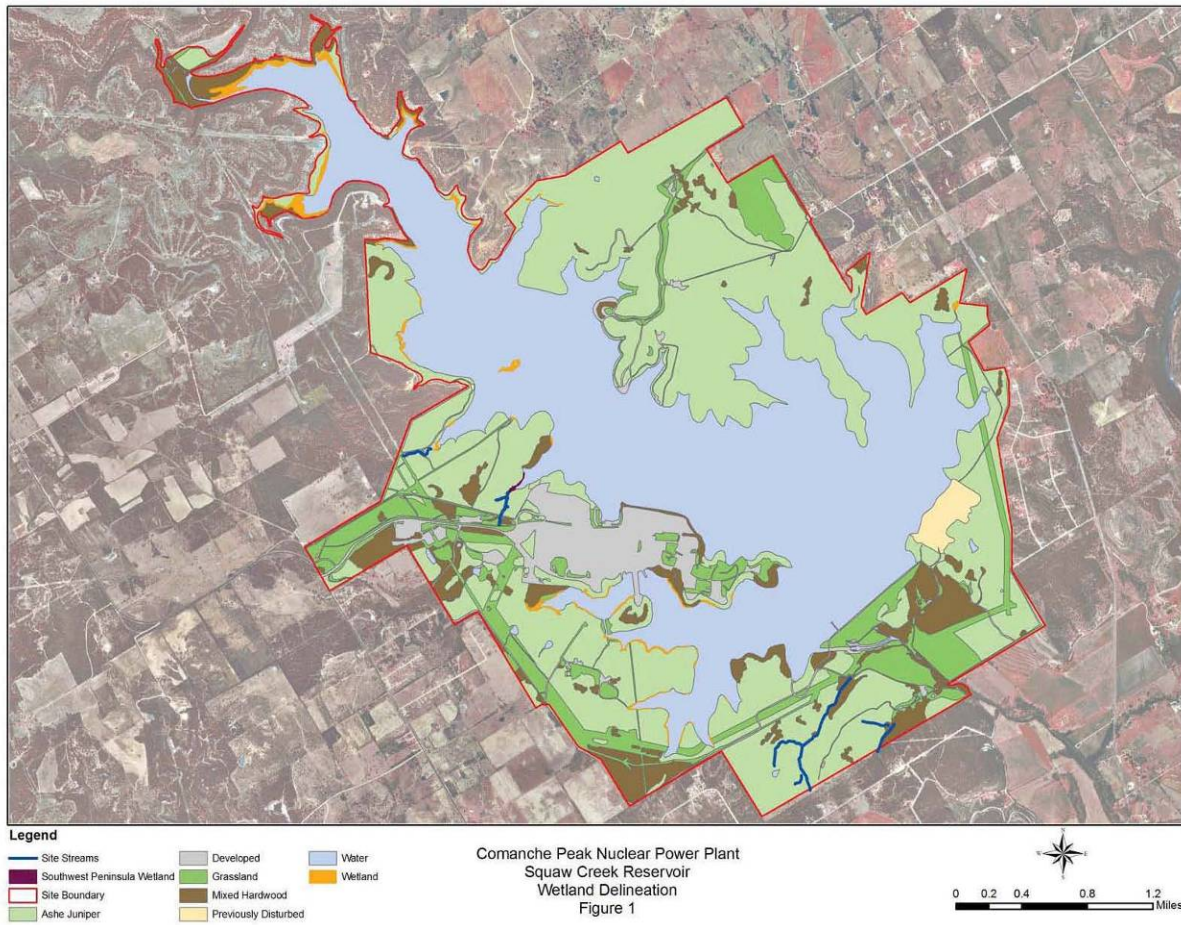 Legend
Site Streams
Southwest Peninsula Wetland
Site Boundary
Ashe Juniper
Developed
Grassland
Mixed Hardwood
Previously Disturbed
Water
Wetland
Comanche Peak Nuclear Power Plant
Squaw Creek Reservoir
Wetland Delineation
Figure 1
0 0.2 0.4 0.8 1.2
Miles